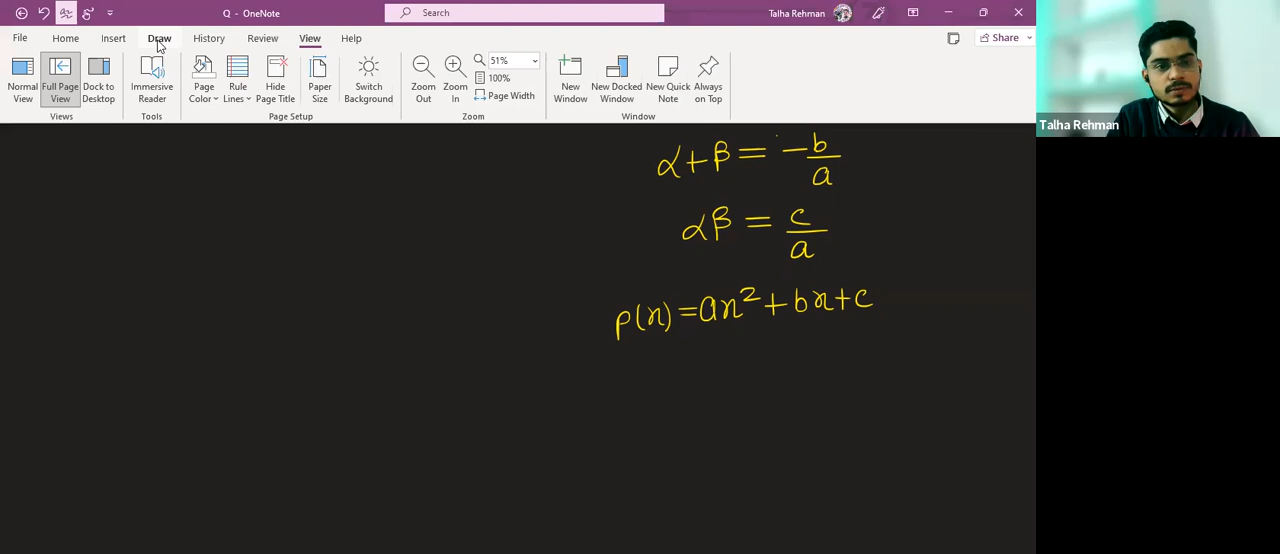 Q - OneNote
Search
Talha Rehman
File Home Insert Draw History Review View Help
Share
Normal View
Full Page View
Dock to Desktop
Immersive Reader
Page Color
Rule Lines
Hide Page Title
Paper Size
Switch Background
Zoom Out
Zoom In
51%
100%
Page Width
New Window
New Docked Window
New Quick Note
Always on Top
Views Tools Page Setup Zoom Window
Talha Rehman
α+β = -b/a
αβ = c/a
p(x) = ax² + bx + c